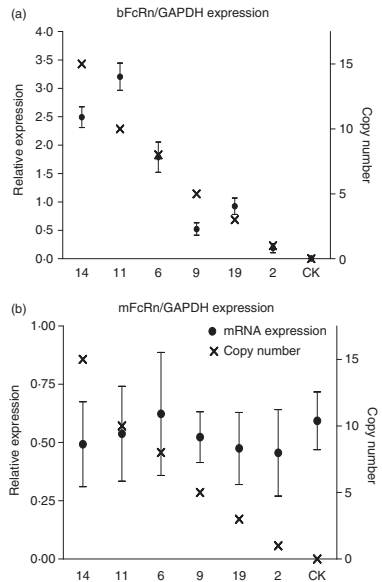 (a) bFcRn/GAPDH expression
4·0
3·5
3·0
2·5
2·0
1·5
1·0
0·5
0·0
Relative expression
15
10
5
0
Copy number
14 11 6 9 19 2 CK
(b) mFcRn/GAPDH expression
mRNA expression
Copy number
1·00
0·75
0·50
0·25
0·00
Relative expression
15
10
5
0
Copy number
14 11 6 9 19 2 CK